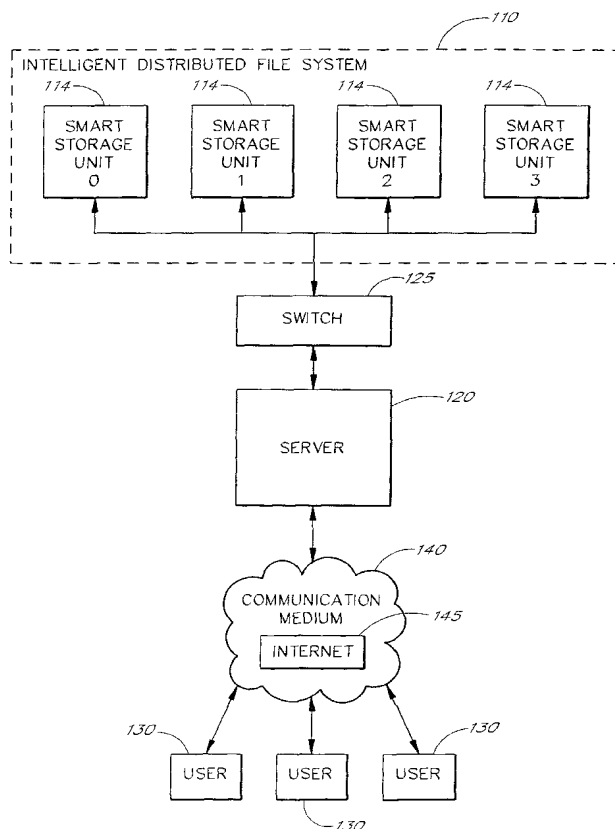 110
INTELLIGENT DISTRIBUTED FILE SYSTEM
114
114
114
114
SMART
STORAGE
UNIT
0
SMART
STORAGE
UNIT
1
SMART
STORAGE
UNIT
2
SMART
STORAGE
UNIT
3
125
SWITCH
120
SERVER
140
COMMUNICATION
MEDIUM
145
INTERNET
130
130
USER
USER
USER
130